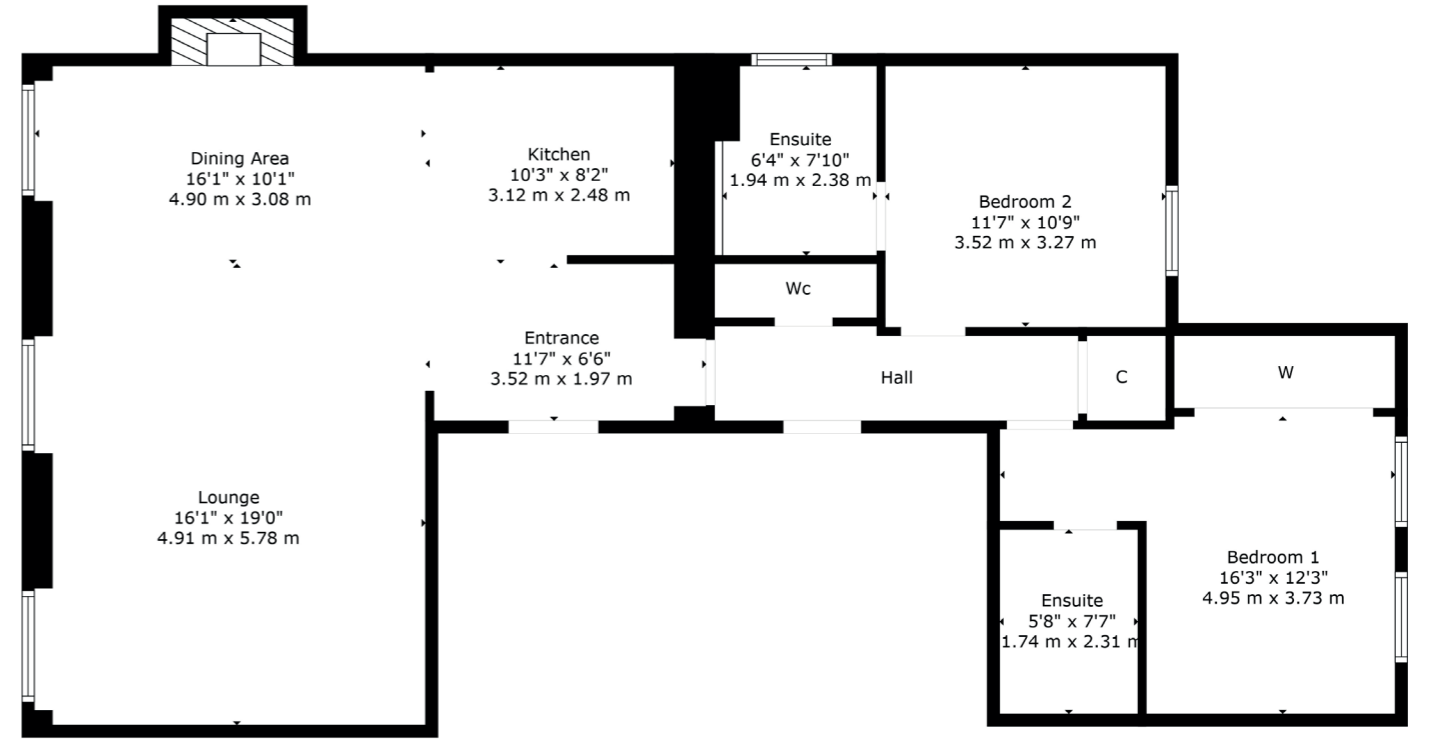 Dining Area
16'1" x 10'1"
4.90 m x 3.08 m
Kitchen
10'3" x 8'2"
3.12 m x 2.48 m
Ensuite
6'4" x 7'10"
1.94 m x 2.38 m
Bedroom 2
11'7" x 10'9"
3.52 m x 3.27 m
Wc
Entrance
11'7" x 6'6"
3.52 m x 1.97 m
Hall
C
W
Lounge
16'1" x 19'0"
4.91 m x 5.78 m
Ensuite
5'8" x 7'7"
1.74 m x 2.31 m
Bedroom 1
16'3" x 12'3"
4.95 m x 3.73 m